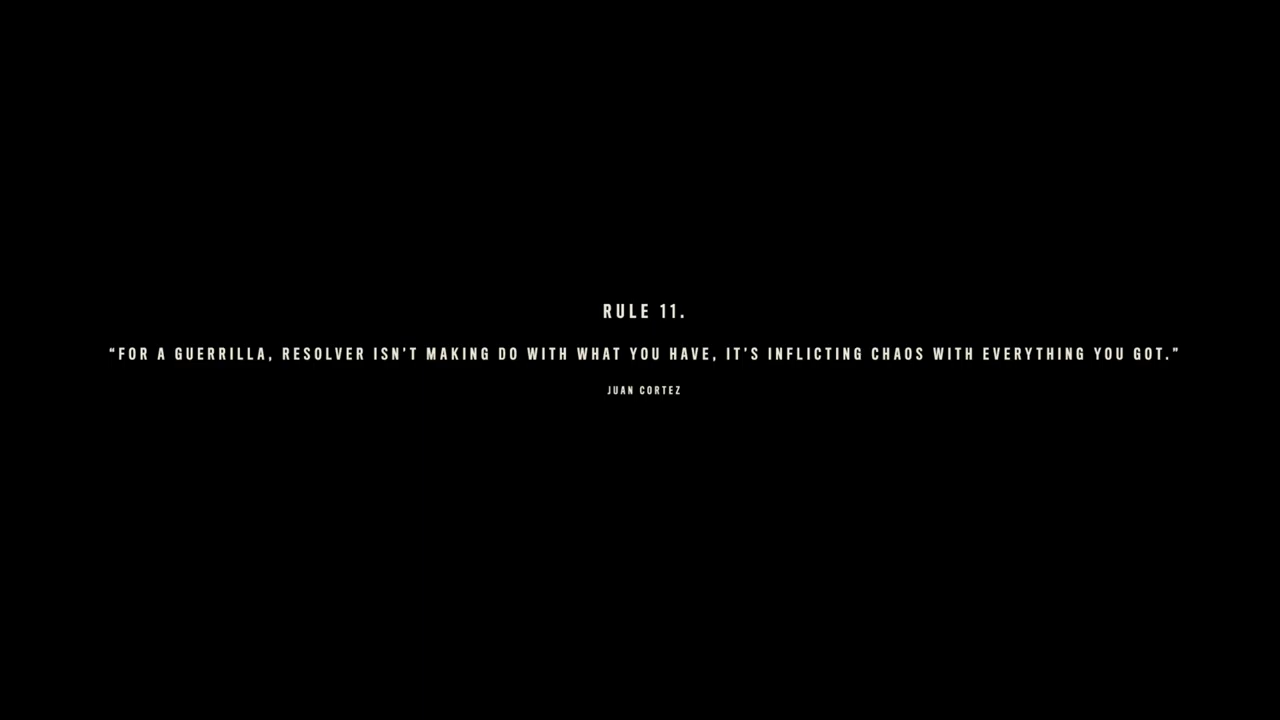 RULE 11.
“FOR A GUERRILLA, RESOLVER ISN’T MAKING DO WITH WHAT YOU HAVE, IT’S INFLICTING CHAOS WITH EVERYTHING YOU GOT.”
JUAN CORTEZ